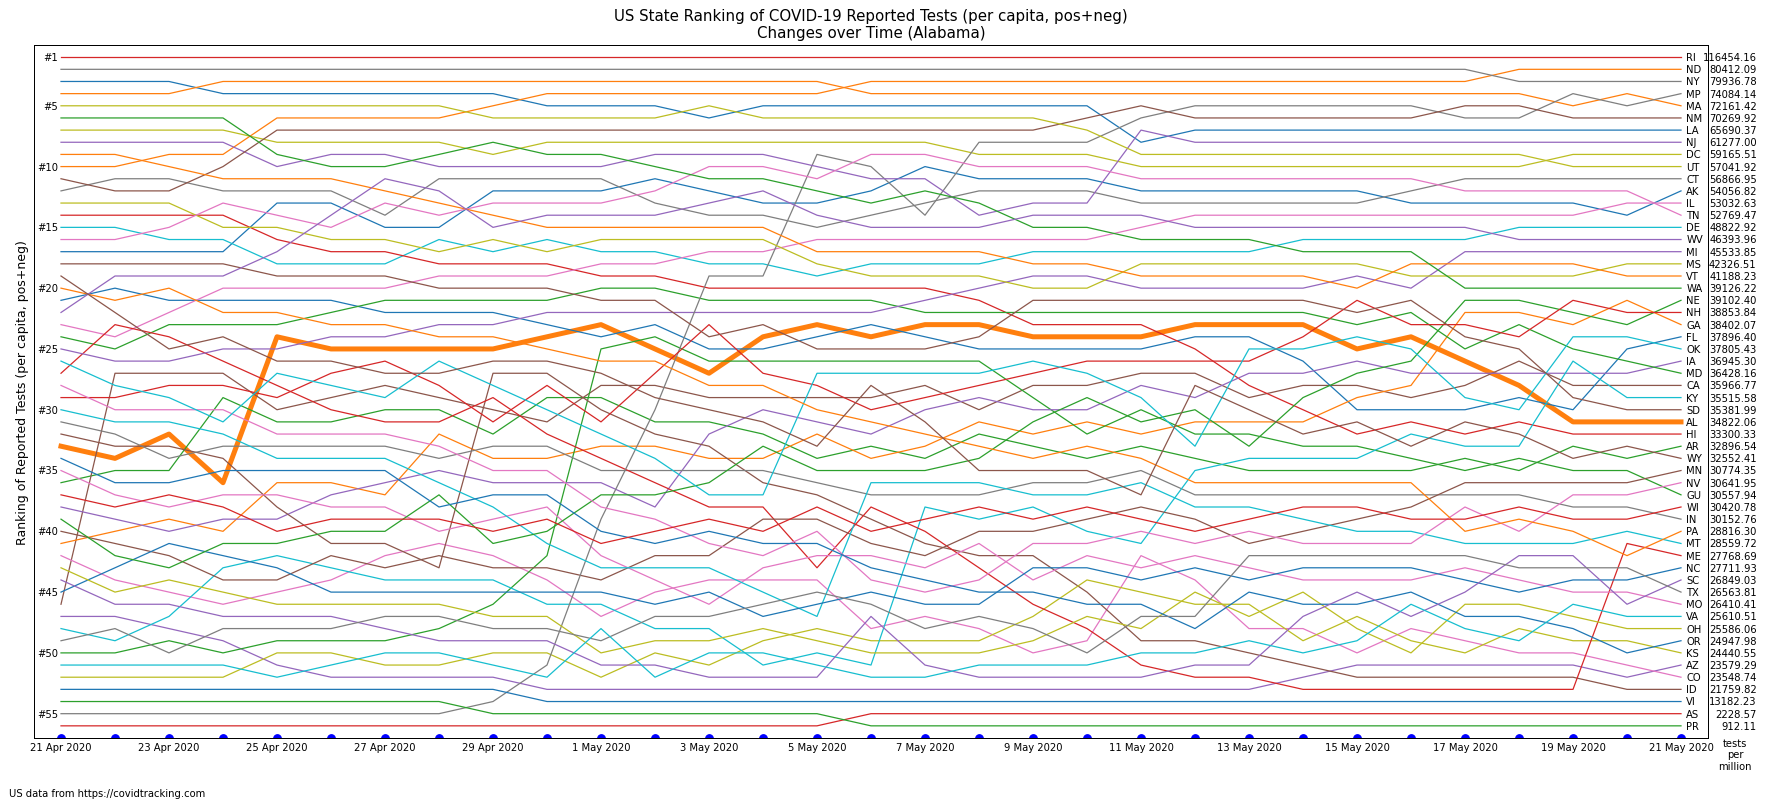 US State Ranking of COVID-19 Reported Tests (per capita, pos+neg)
Changes over Time (Alabama)
Ranking of Reported Tests (per capita, pos+neg)
#1
#5
#10
#15
#20
#25
#30
#35
#40
#45
#50
#55
RI 116454.16
ND 80412.09
NY 79936.78
MP 74084.14
MA 72161.42
NM 70269.92
LA 65690.37
NJ 61277.00
DC 59165.51
UT 57041.92
CT 56866.95
AK 54056.82
IL 53032.63
TN 52769.47
DE 48822.92
WV 46393.96
MI 45533.85
MS 42326.51
VT 41188.23
WA 39126.22
NE 39102.40
NH 38853.84
GA 38402.07
FL 37896.40
OK 37805.43
IA 36945.30
MD 36428.16
CA 35966.77
KY 35515.58
SD 35381.99
AL 34822.06
HI 33300.33
AR 32896.54
WY 32552.41
MN 30774.35
NV 30641.95
GU 30557.94
WI 30420.78
IN 30152.76
PA 28816.30
MT 28559.72
ME 27768.69
NC 27711.93
SC 26849.03
TX 26563.81
MO 26410.41
VA 25610.51
OH 25586.06
OR 24947.98
KS 24440.55
AZ 23579.29
CO 23548.74
ID 21759.82
VI 13182.23
AS 2228.57
PR 912.11
21 Apr 2020 23 Apr 2020 25 Apr 2020 27 Apr 2020 29 Apr 2020 1 May 2020 3 May 2020 5 May 2020 7 May 2020 9 May 2020 11 May 2020 13 May 2020 15 May 2020 17 May 2020 19 May 2020 21 May 2020
tests
per
million
US data from https://covidtracking.com